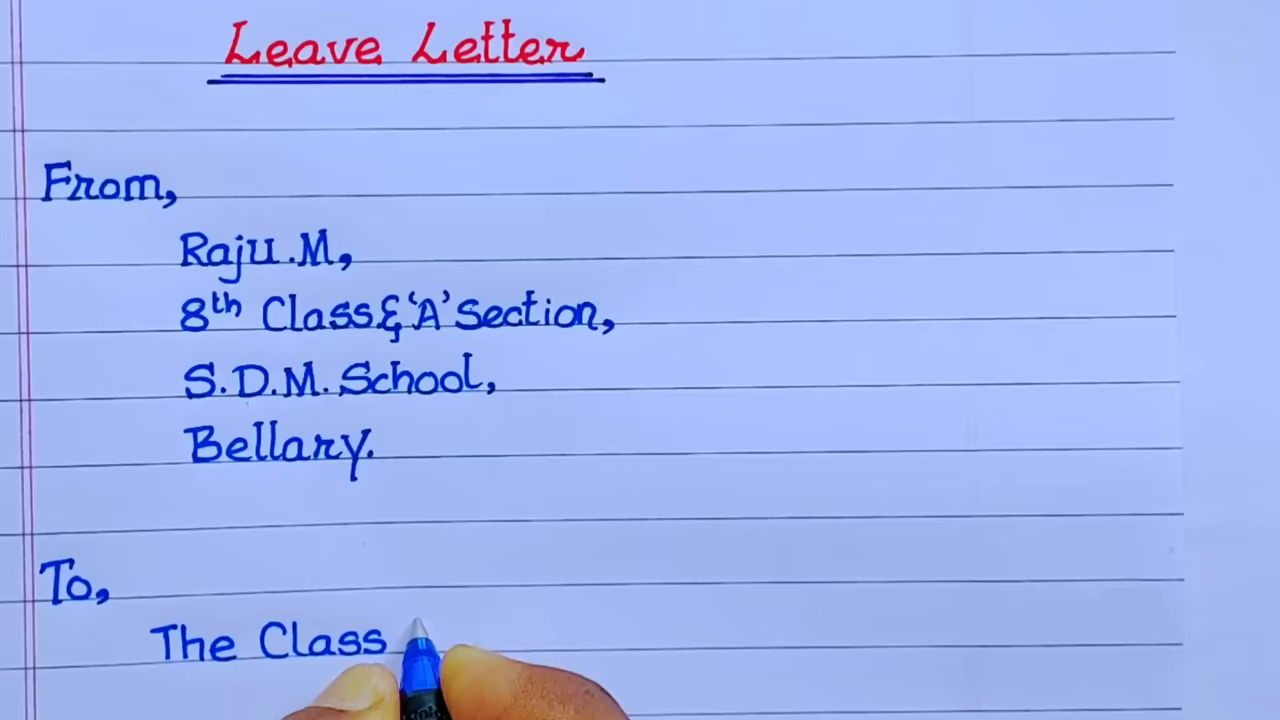 Leave Letter
From,
Raju.M,
8th Class & 'A' Section,
S.D.M. School,
Bellary.
To,
The Class